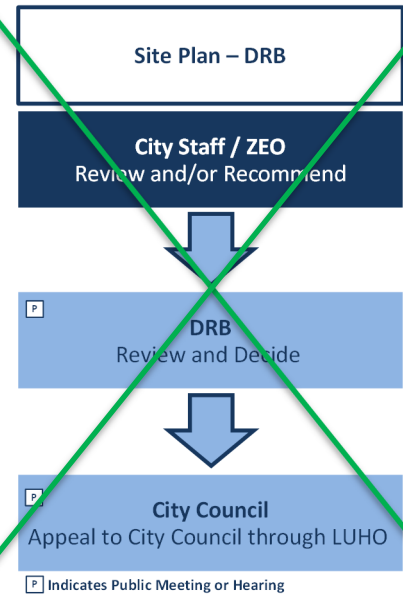 Site Plan – DRB
City Staff / ZEO
Review and/or Recommend
P
DRB
Review and Decide
P
City Council
Appeal to City Council through LUHO
P Indicates Public Meeting or Hearing